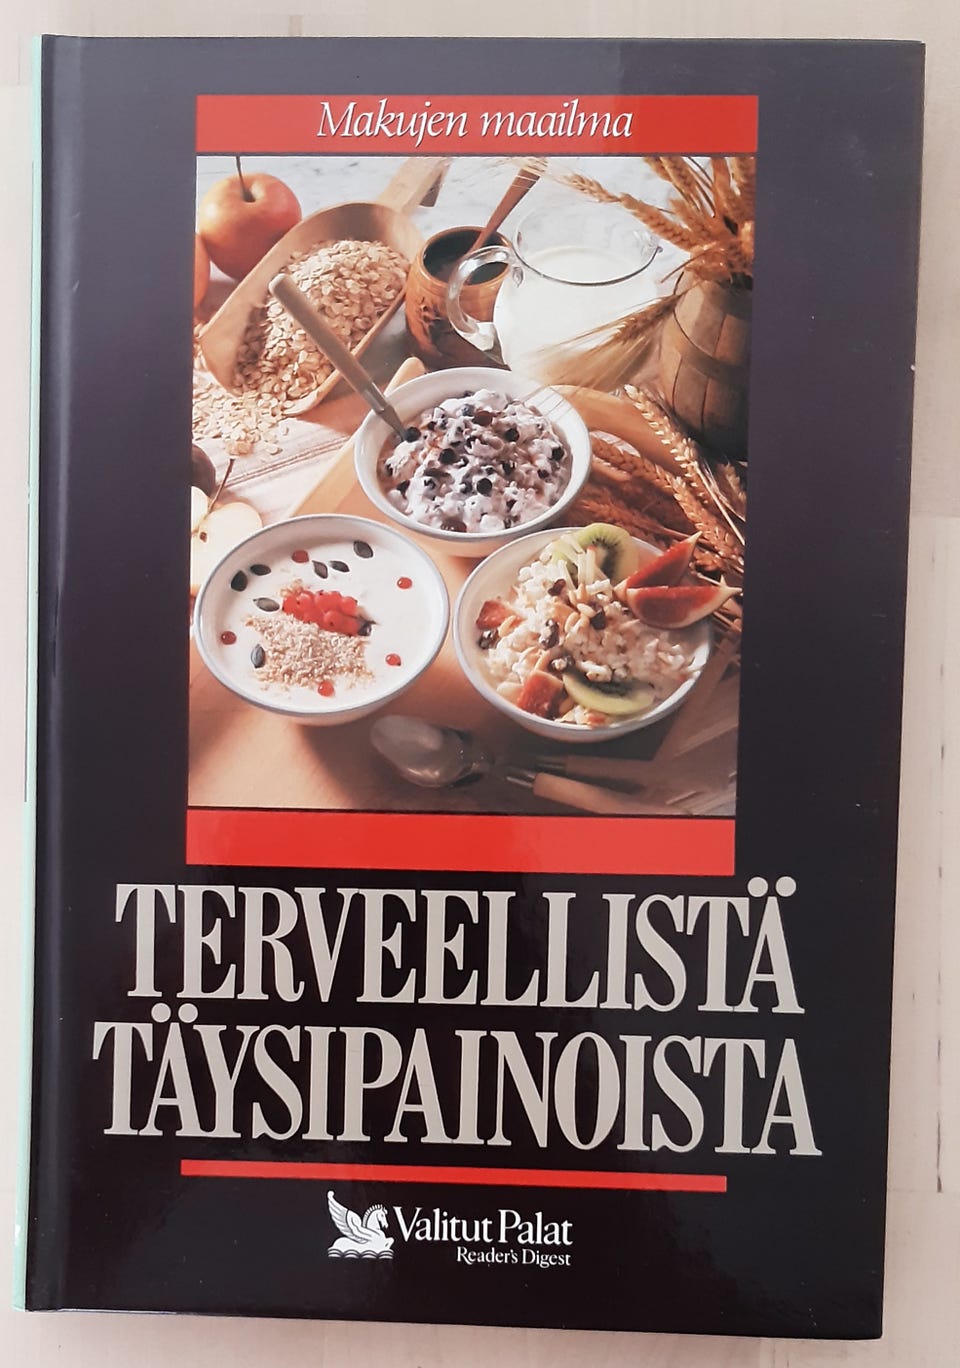 Makujen maailma
TERVEELLISTÄ
TÄYSIPAINOISTA
Valitut Palat
Reader's Digest